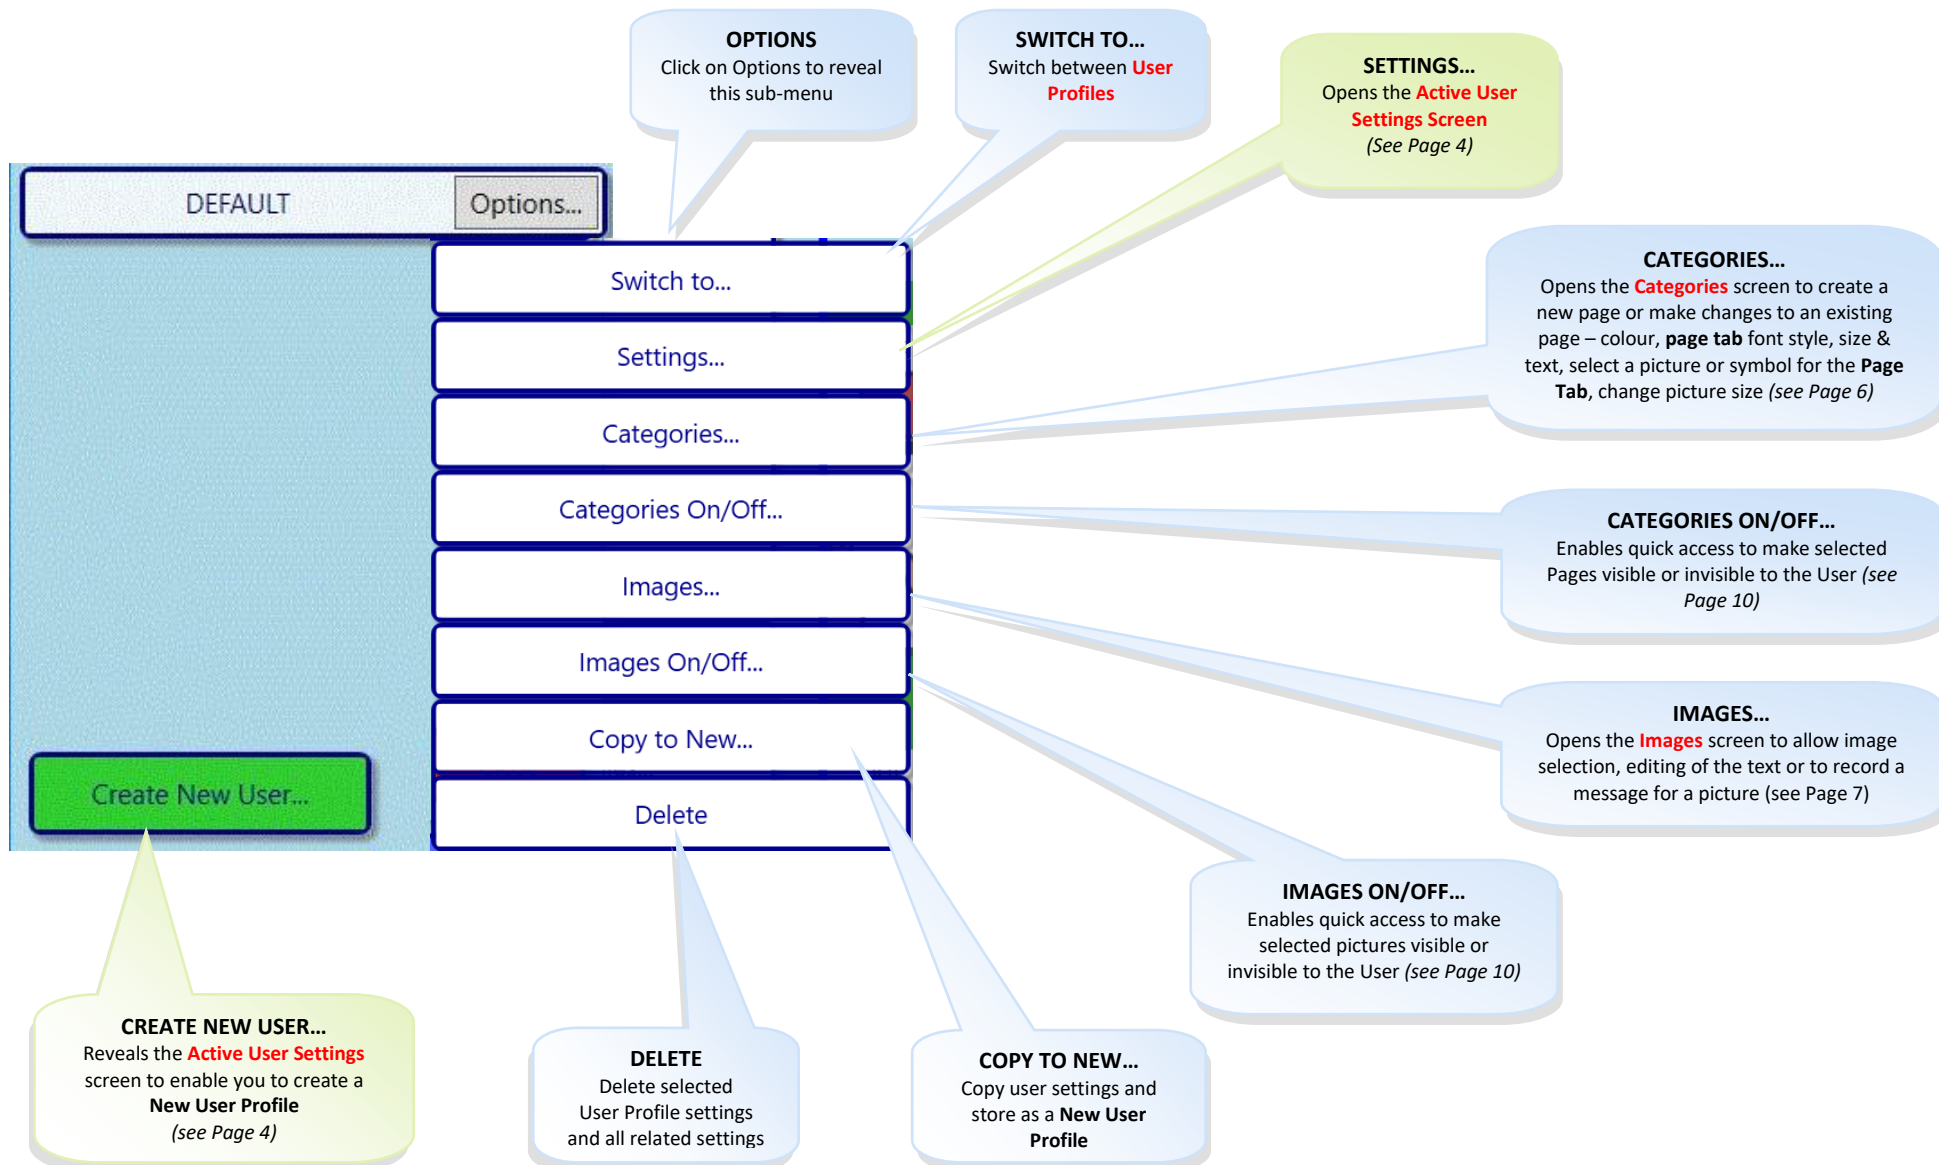 OPTIONS
Click on Options to reveal
this sub-menu
SWITCH TO...
Switch between User
Profiles
SETTINGS...
Opens the Active User
Settings Screen
(See Page 4)
DEFAULT
Options...
Switch to...
Settings...
Categories...
Categories On/Off...
Images...
Images On/Off...
Copy to New...
Delete
Create New User...
CATEGORIES...
Opens the Categories screen to create a
new page or make changes to an existing
page – colour, page tab font style, size &
text, select a picture or symbol for the Page
Tab, change picture size (see Page 6)
CATEGORIES ON/OFF...
Enables quick access to make selected
Pages visible or invisible to the User (see
Page 10)
IMAGES...
Opens the Images screen to allow image
selection, editing of the text or to record a
message for a picture (see Page 7)
IMAGES ON/OFF...
Enables quick access to make
selected pictures visible or
invisible to the User (see Page 10)
CREATE NEW USER...
Reveals the Active User Settings
screen to enable you to create a
New User Profile
(see Page 4)
DELETE
Delete selected
User Profile settings
and all related settings
COPY TO NEW...
Copy user settings and
store as a New User
Profile